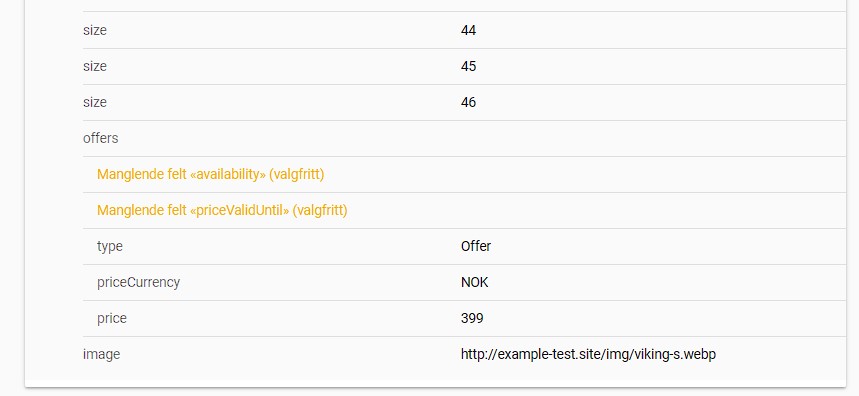 size 44
size 45
size 46
offers
Manglende felt «availability» (valgfritt)
Manglende felt «priceValidUntil» (valgfritt)
type Offer
priceCurrency NOK
price 399
image http://example-test.site/img/viking-s.webp